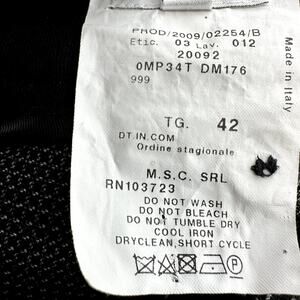 PROD/2009/02254/B
Etic. 03 Lav. 012
20092
0MP34T DM176
999
Made in Italy
TG. 42
DT.IN.COM
Ordine stagionale
M.S.C. SRL
RN103723
DO NOT WASH
DO NOT BLEACH
DO NOT TUMBLE DRY
COOL IRON
DRYCLEAN,SHORT CYCLE